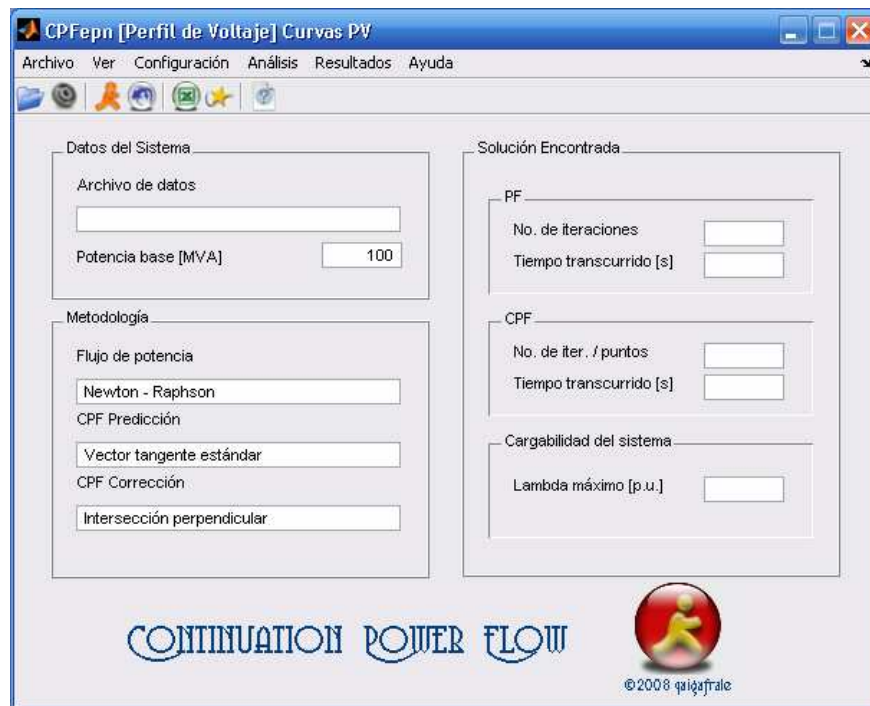 CPFepn [Perfil de Voltaje] Curvas PV
Archivo Ver Configuración Análisis Resultados Ayuda
Datos del Sistema
Archivo de datos
Potencia base [MVA]
100
Metodología
Flujo de potencia
Newton - Raphson
CPF Predicción
Vector tangente estándar
CPF Corrección
Intersección perpendicular
Solución Encontrada
PF
No. de iteraciones
Tiempo transcurrido [s]
CPF
No. de iter. / puntos
Tiempo transcurrido [s]
Cargabilidad del sistema
Lambda máximo [p.u.]
CONTINUATION POWER FLOW
©2008